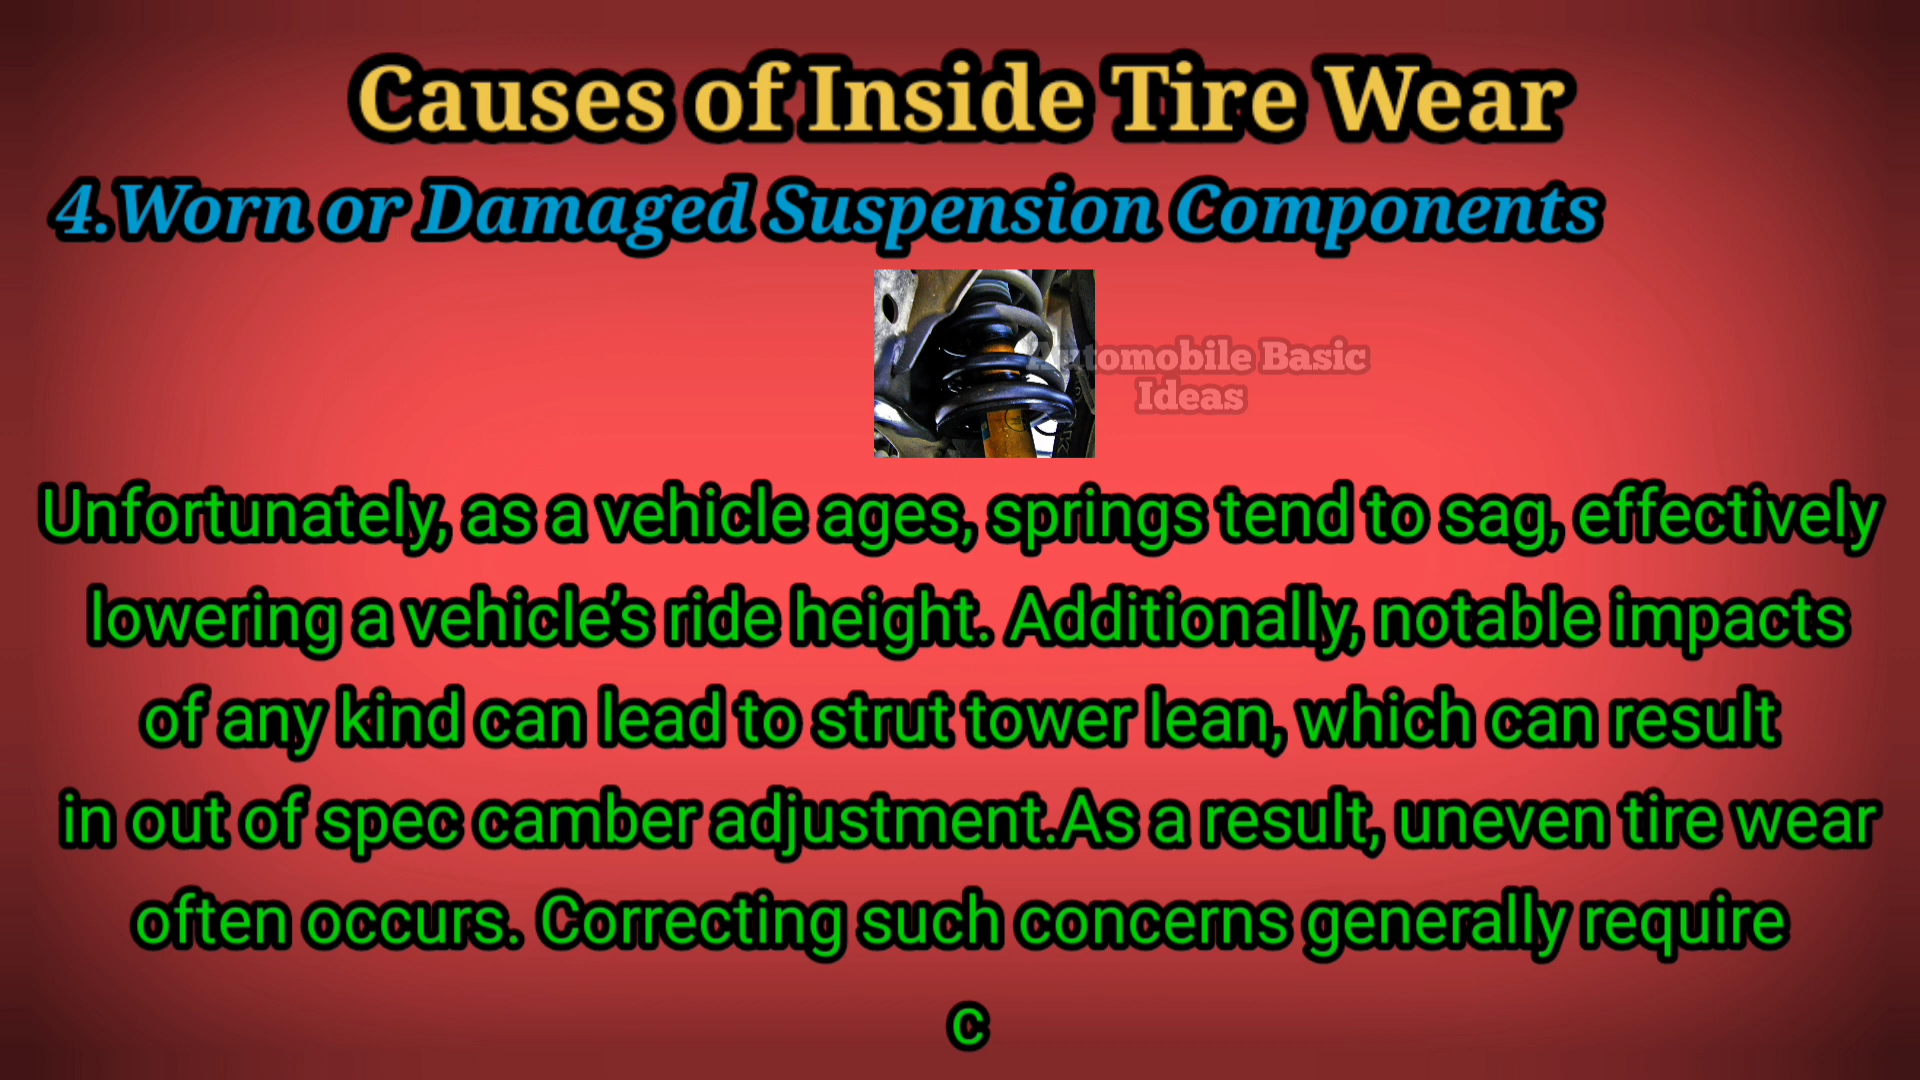 Causes of Inside Tire Wear
4.Worn or Damaged Suspension Components
Automobile Basic
Ideas
Unfortunately, as a vehicle ages, springs tend to sag, effectively
lowering a vehicle’s ride height. Additionally, notable impacts
of any kind can lead to strut tower lean, which can result
in out of spec camber adjustment.As a result, uneven tire wear
often occurs. Correcting such concerns generally require
c